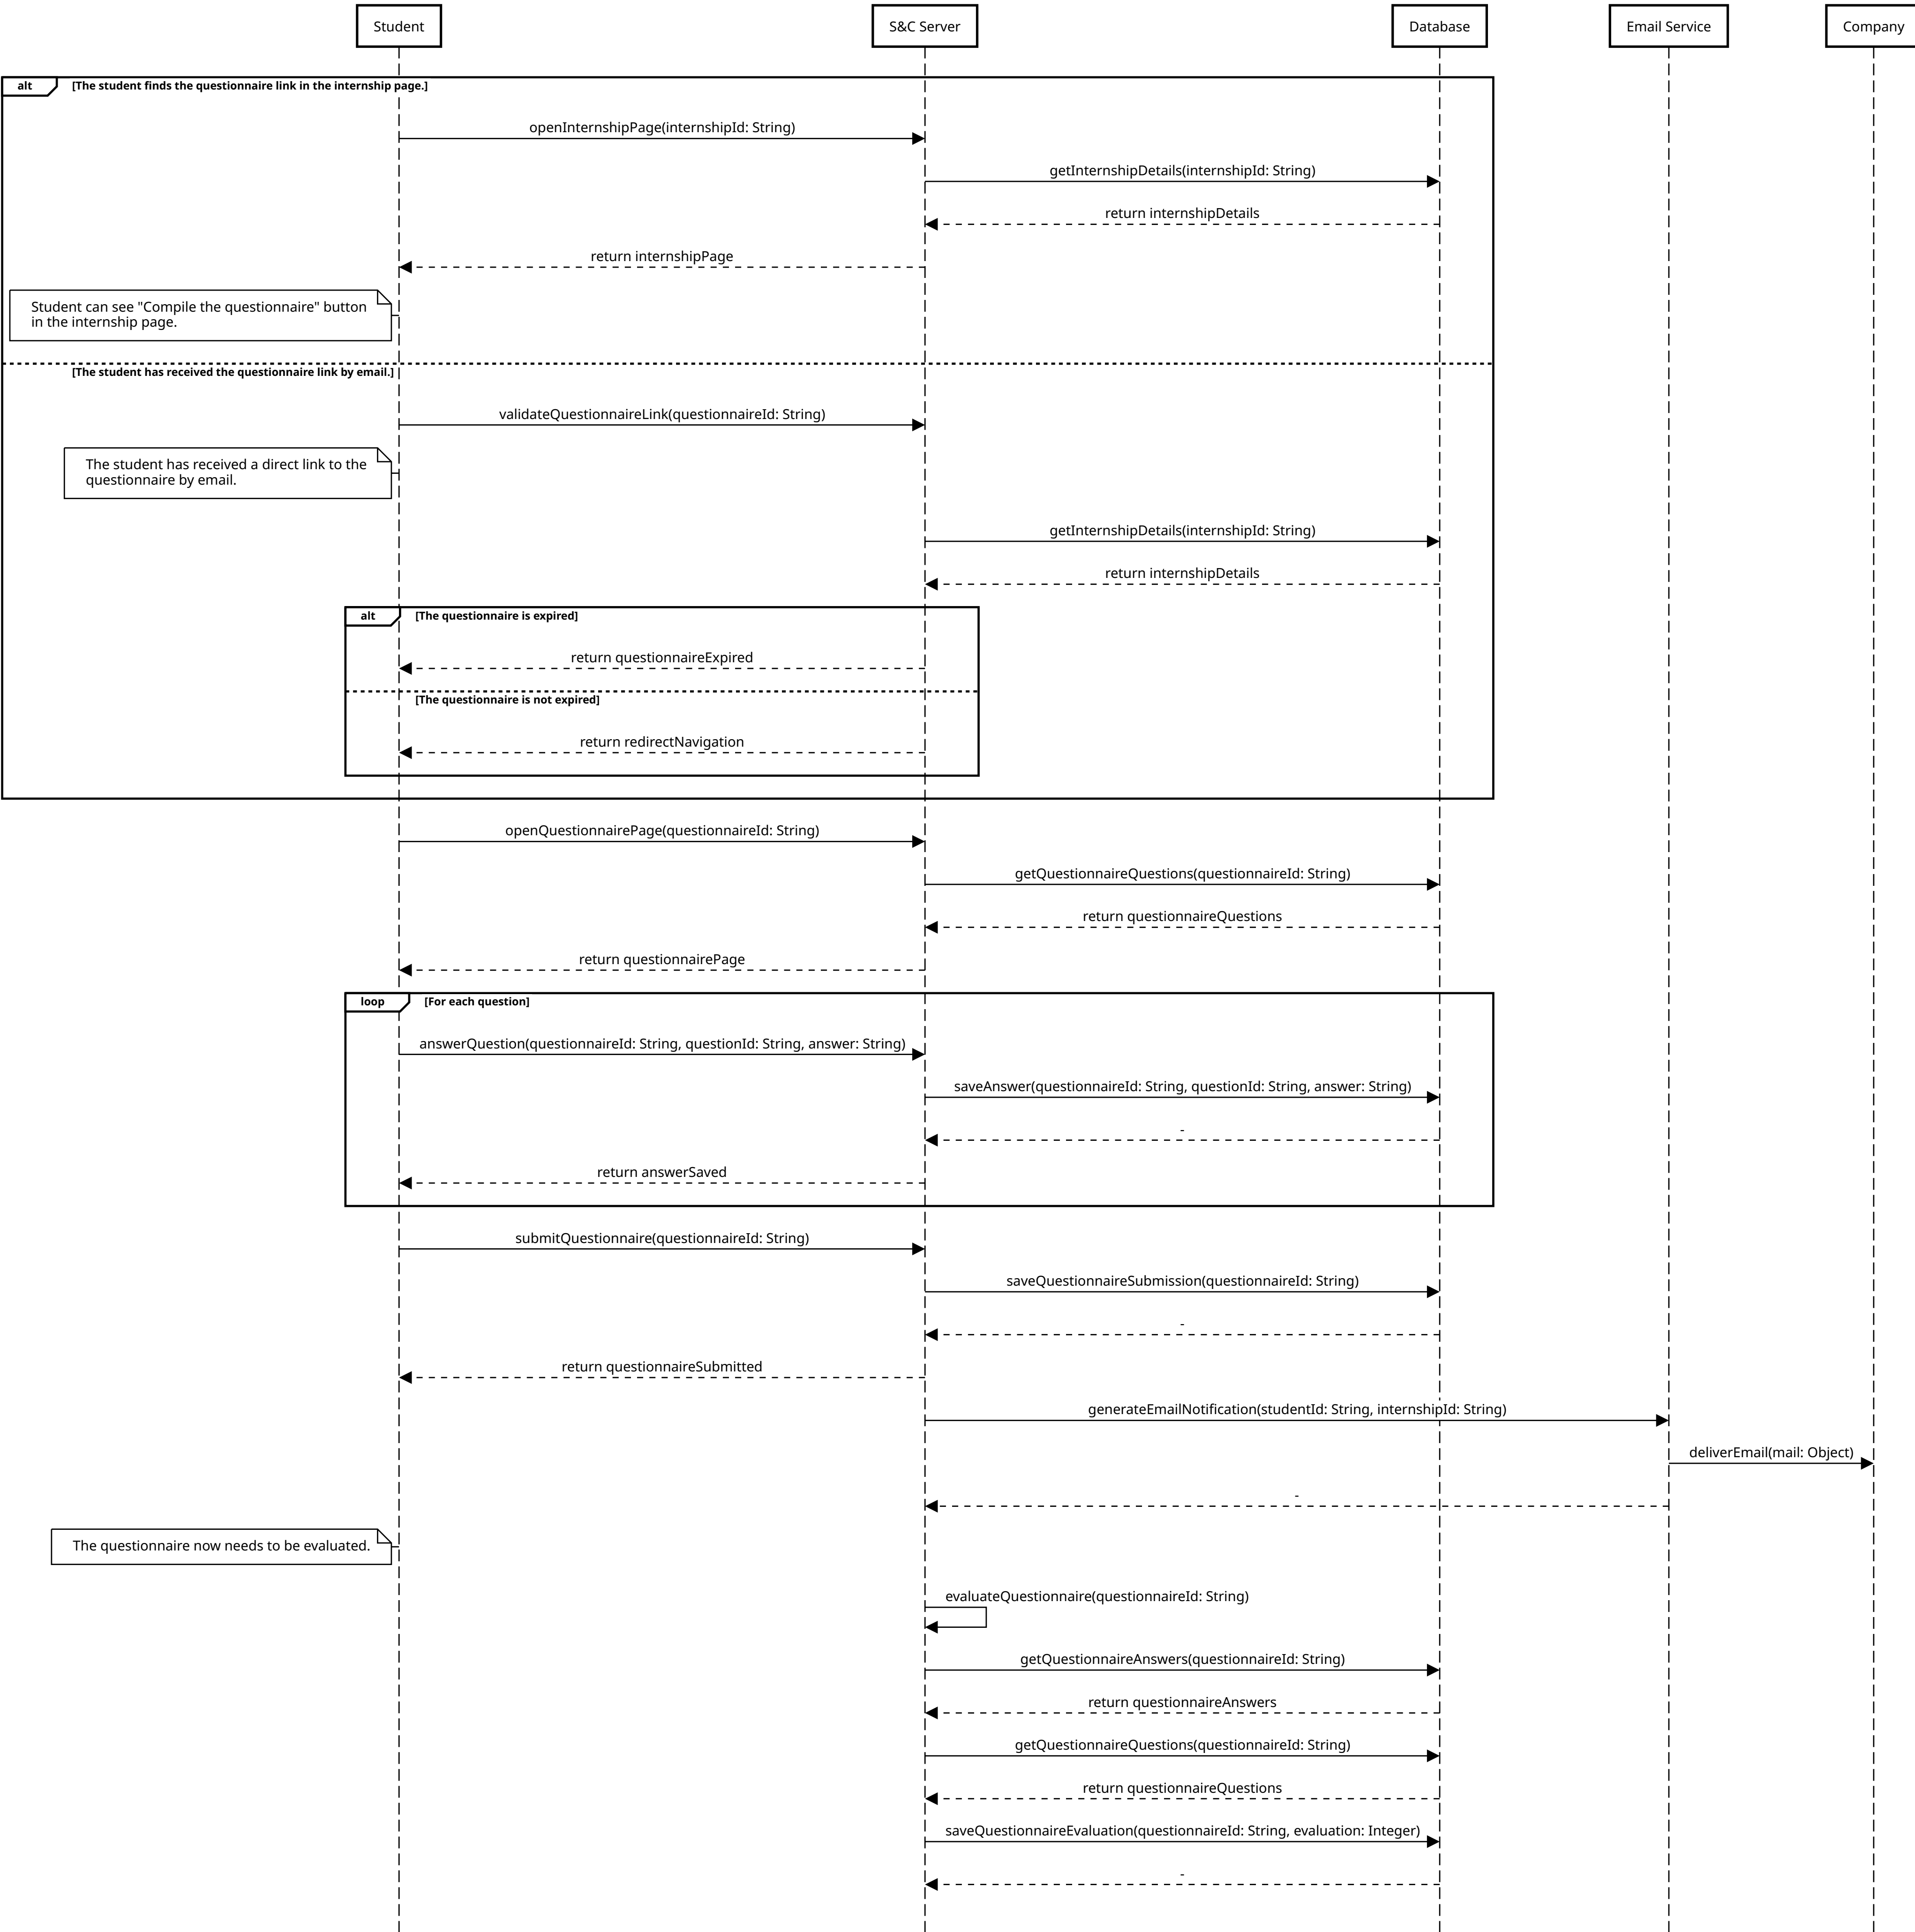 Student
S&C Server
Database
Email Service
Company
alt
[The student finds the questionnaire link in the internship page.]
openInternshipPage(internshipId: String)
getInternshipDetails(internshipId: String)
return internshipDetails
return internshipPage
Student can see "Compile the questionnaire" button
in the internship page.
[The student has received the questionnaire link by email.]
validateQuestionnaireLink(questionnaireId: String)
The student has received a direct link to the
questionnaire by email.
getInternshipDetails(internshipId: String)
return internshipDetails
alt
[The questionnaire is expired]
return questionnaireExpired
[The questionnaire is not expired]
return redirectNavigation
openQuestionnairePage(questionnaireId: String)
getQuestionnaireQuestions(questionnaireId: String)
return questionnaireQuestions
return questionnairePage
loop
[For each question]
answerQuestion(questionnaireId: String, questionId: String, answer: String)
saveAnswer(questionnaireId: String, questionId: String, answer: String)
-
return answerSaved
submitQuestionnaire(questionnaireId: String)
saveQuestionnaireSubmission(questionnaireId: String)
-
return questionnaireSubmitted
generateEmailNotification(studentId: String, internshipId: String)
deliverEmail(mail: Object)
-
The questionnaire now needs to be evaluated.
evaluateQuestionnaire(questionnaireId: String)
getQuestionnaireAnswers(questionnaireId: String)
return questionnaireAnswers
getQuestionnaireQuestions(questionnaireId: String)
return questionnaireQuestions
saveQuestionnaireEvaluation(questionnaireId: String, evaluation: Integer)
-